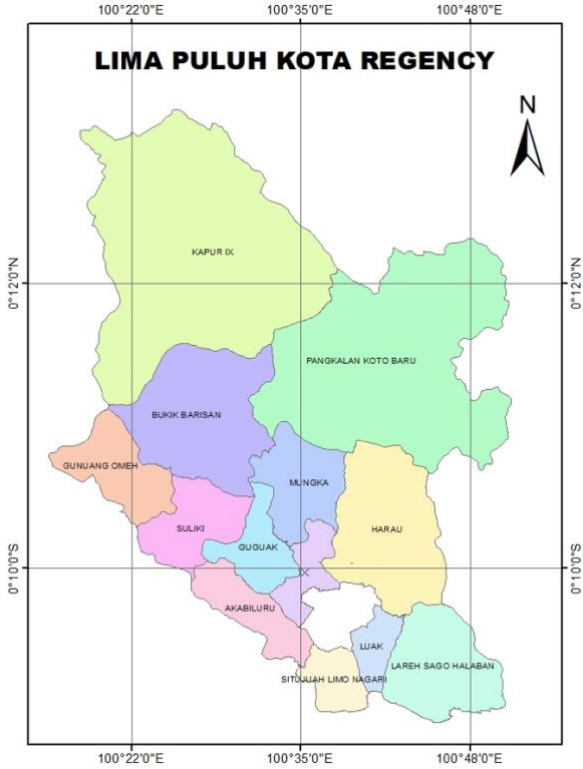 100°22'0"E 100°35'0"E 100°48'0"E
LIMA PULUH KOTA REGENCY
N
KAPUR IX
0°12'0"N 0°12'0"N
PANGKALAN KOTO BARU
BUKIK BARISAN
GUNUANG OMEH
MUNGKA
SULIKI
HARAU
GUGUAK
0°10'0"S 0°10'0"S
AKABILURU
LUAK
LAREH SAGO HALABAN
SITUJUAH LIMO NAGARI
100°22'0"E 100°35'0"E 100°48'0"E